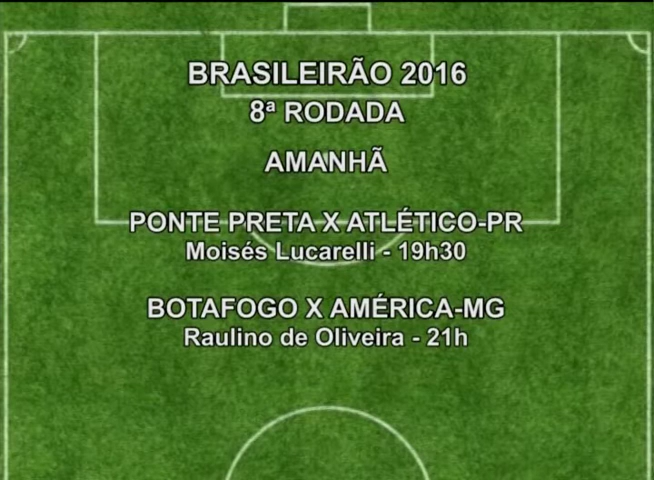 BRASILEIRÃO 2016
8ª RODADA
AMANHÃ
PONTE PRETA X ATLÉTICO-PR
Moisés Lucarelli - 19h30
BOTAFOGO X AMÉRICA-MG
Raulino de Oliveira - 21h